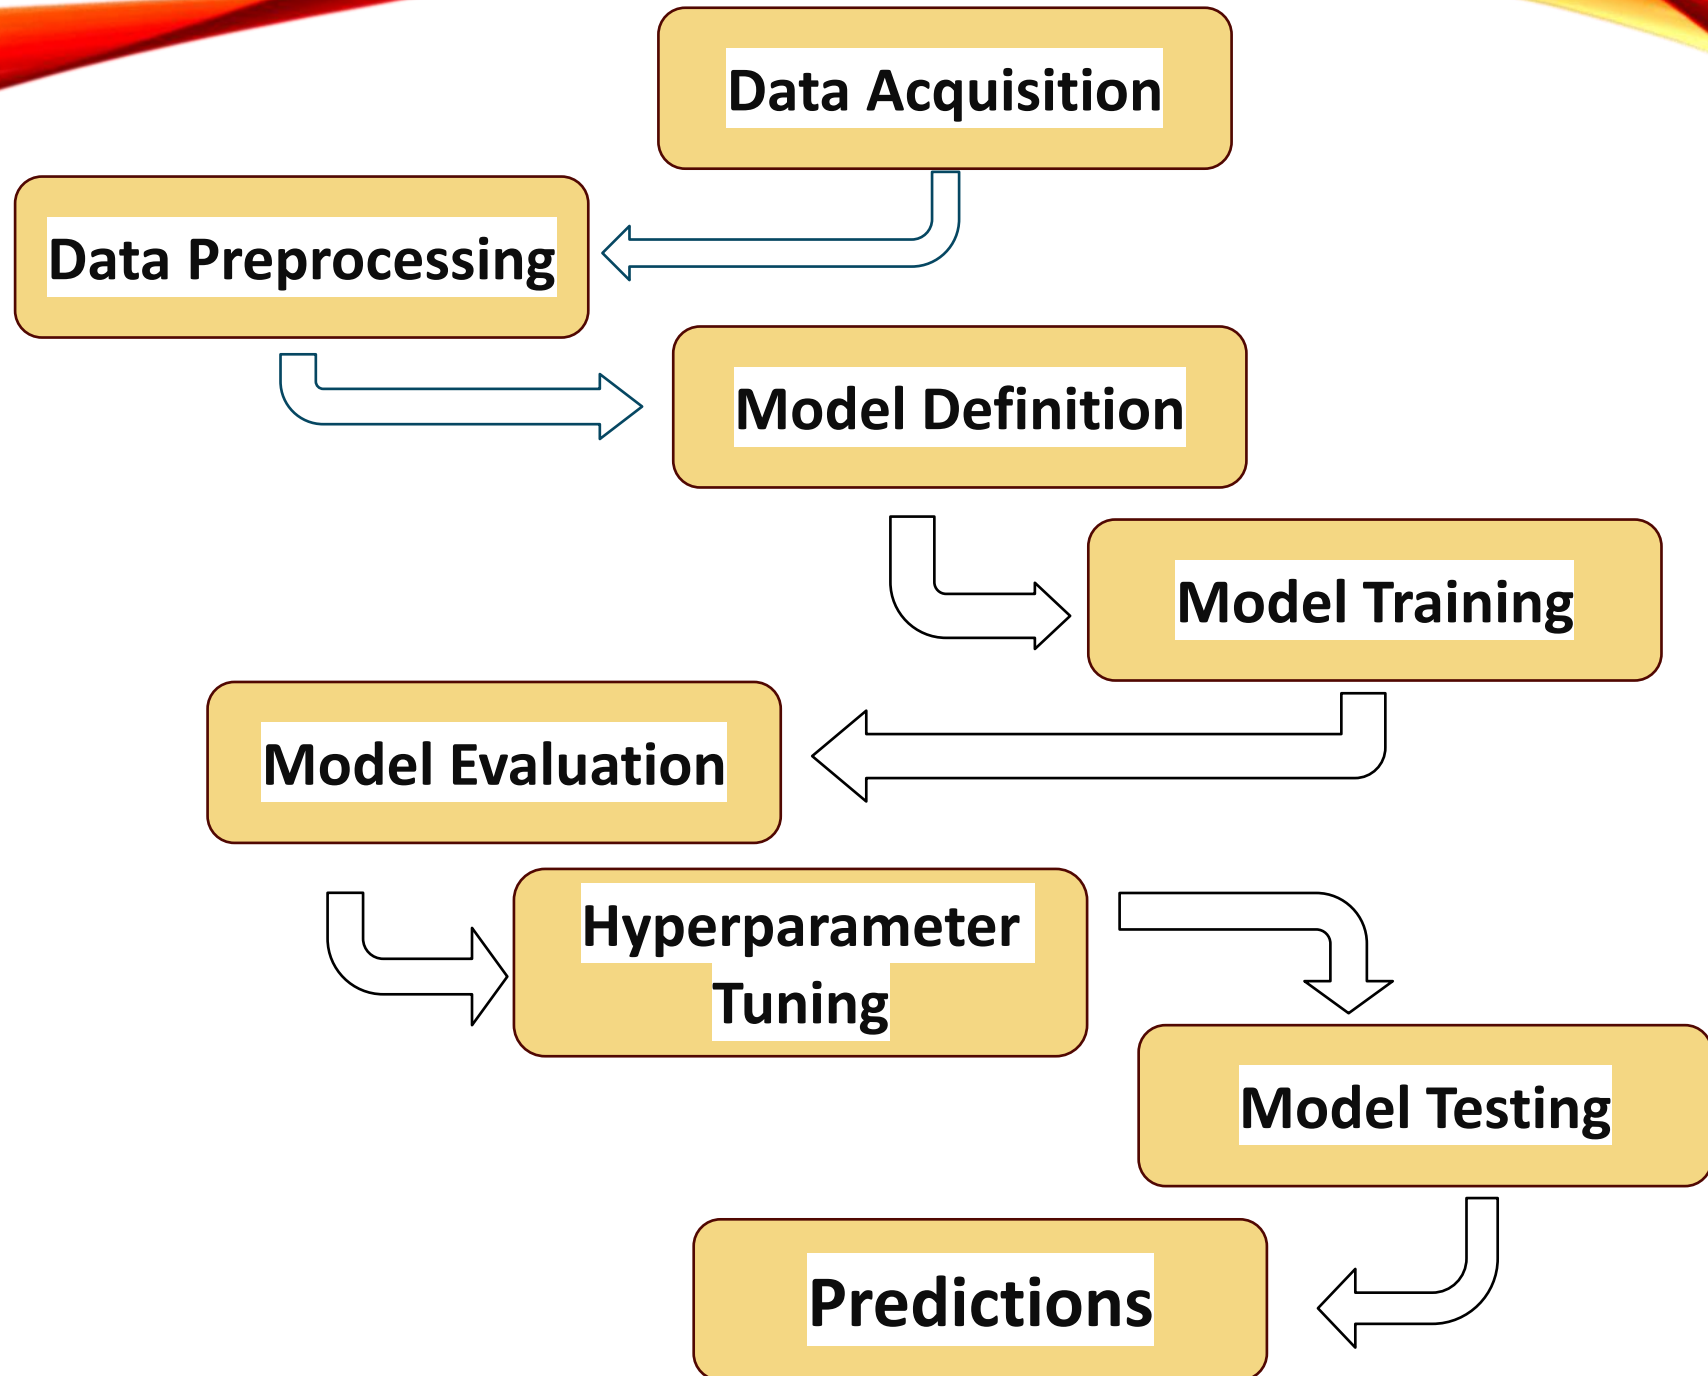 Data Acquisition
Data Preprocessing
Model Definition
Model Training
Model Evaluation
Hyperparameter
Tuning
Model Testing
Predictions